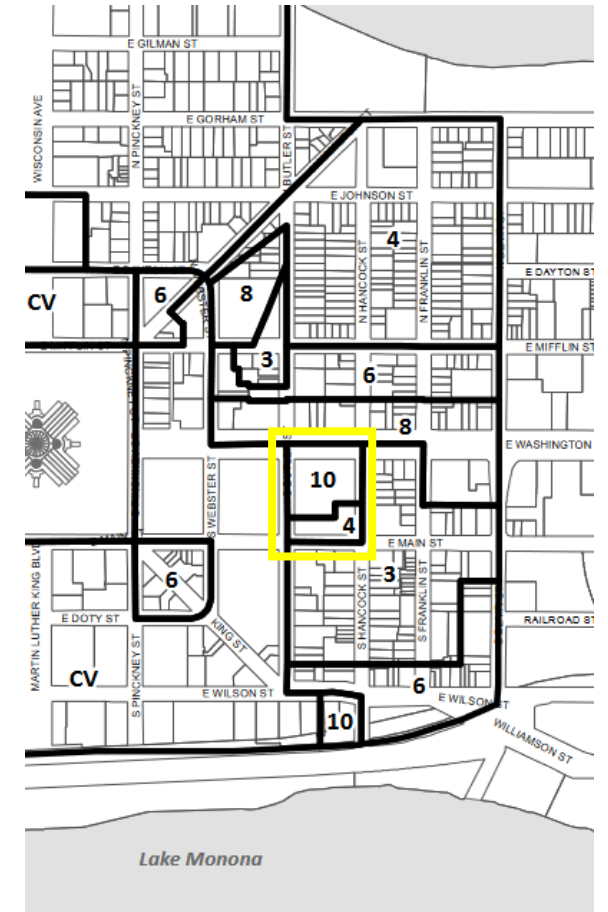 E GILMAN ST
WISCONSIN AVE
N PINCKNEY ST
E GORHAM ST
N BUTLER ST
E JOHNSON ST
4
N HANCOCK ST
N FRANKLIN ST
E DAYTON ST
CV
6
8
3
E MIFFLIN ST
6
8
E WASHINGTON
10
S WEBSTER ST
4
E MAIN ST
MARTIN LUTHER KING BLVD
6
3
S HANCOCK ST
S FRANKLIN ST
E DOTY ST
KING ST
RAILROAD ST
CV
S PINCKNEY ST
E WILSON ST
6
E WILSON
10
WILLIAMSON ST
Lake Monona